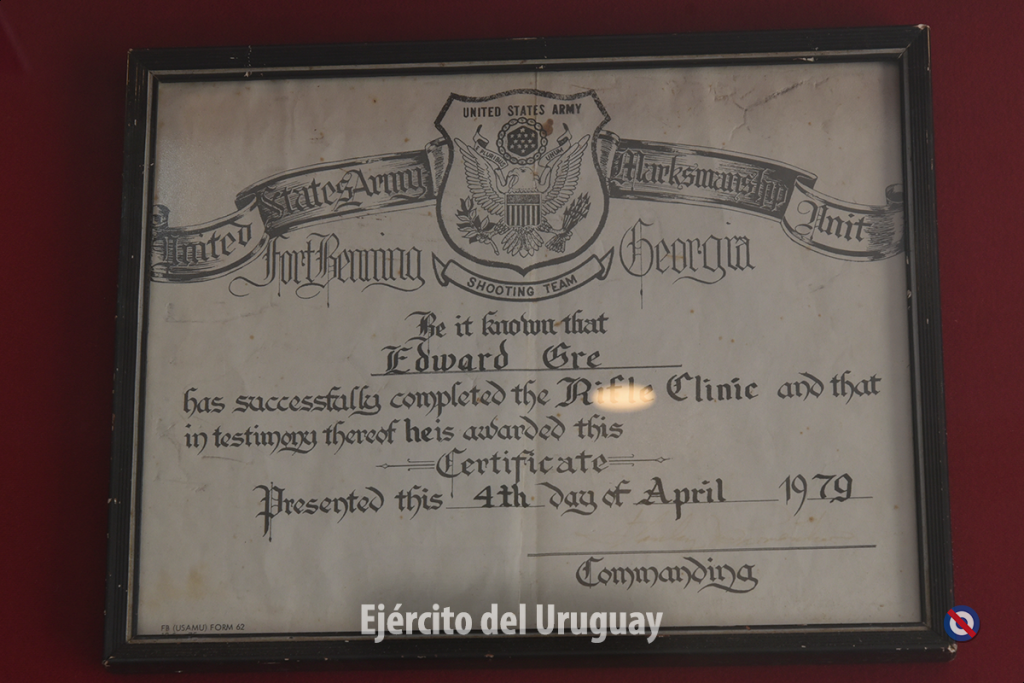 UNITED STATES ARMY
United States Army Marksmanship Unit
Fort Benning Georgia
SHOOTING TEAM
Be it known that
Edward Gre
has successfully completed the Rifle Clinic and that
in testimony thereof he is awarded this
Certificate
Presented this 4th day of April 1979
Commanding
FB (USAMU) FORM 62
Ejército del Uruguay